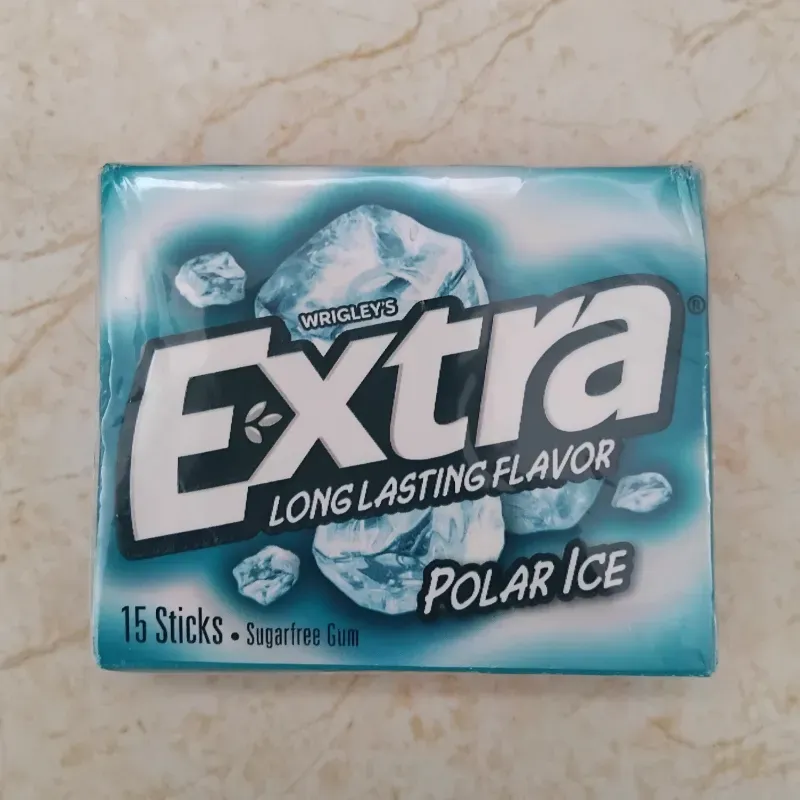 WRIGLEY'S
Extra®
LONG LASTING FLAVOR
POLAR ICE
15 Sticks • Sugarfree Gum